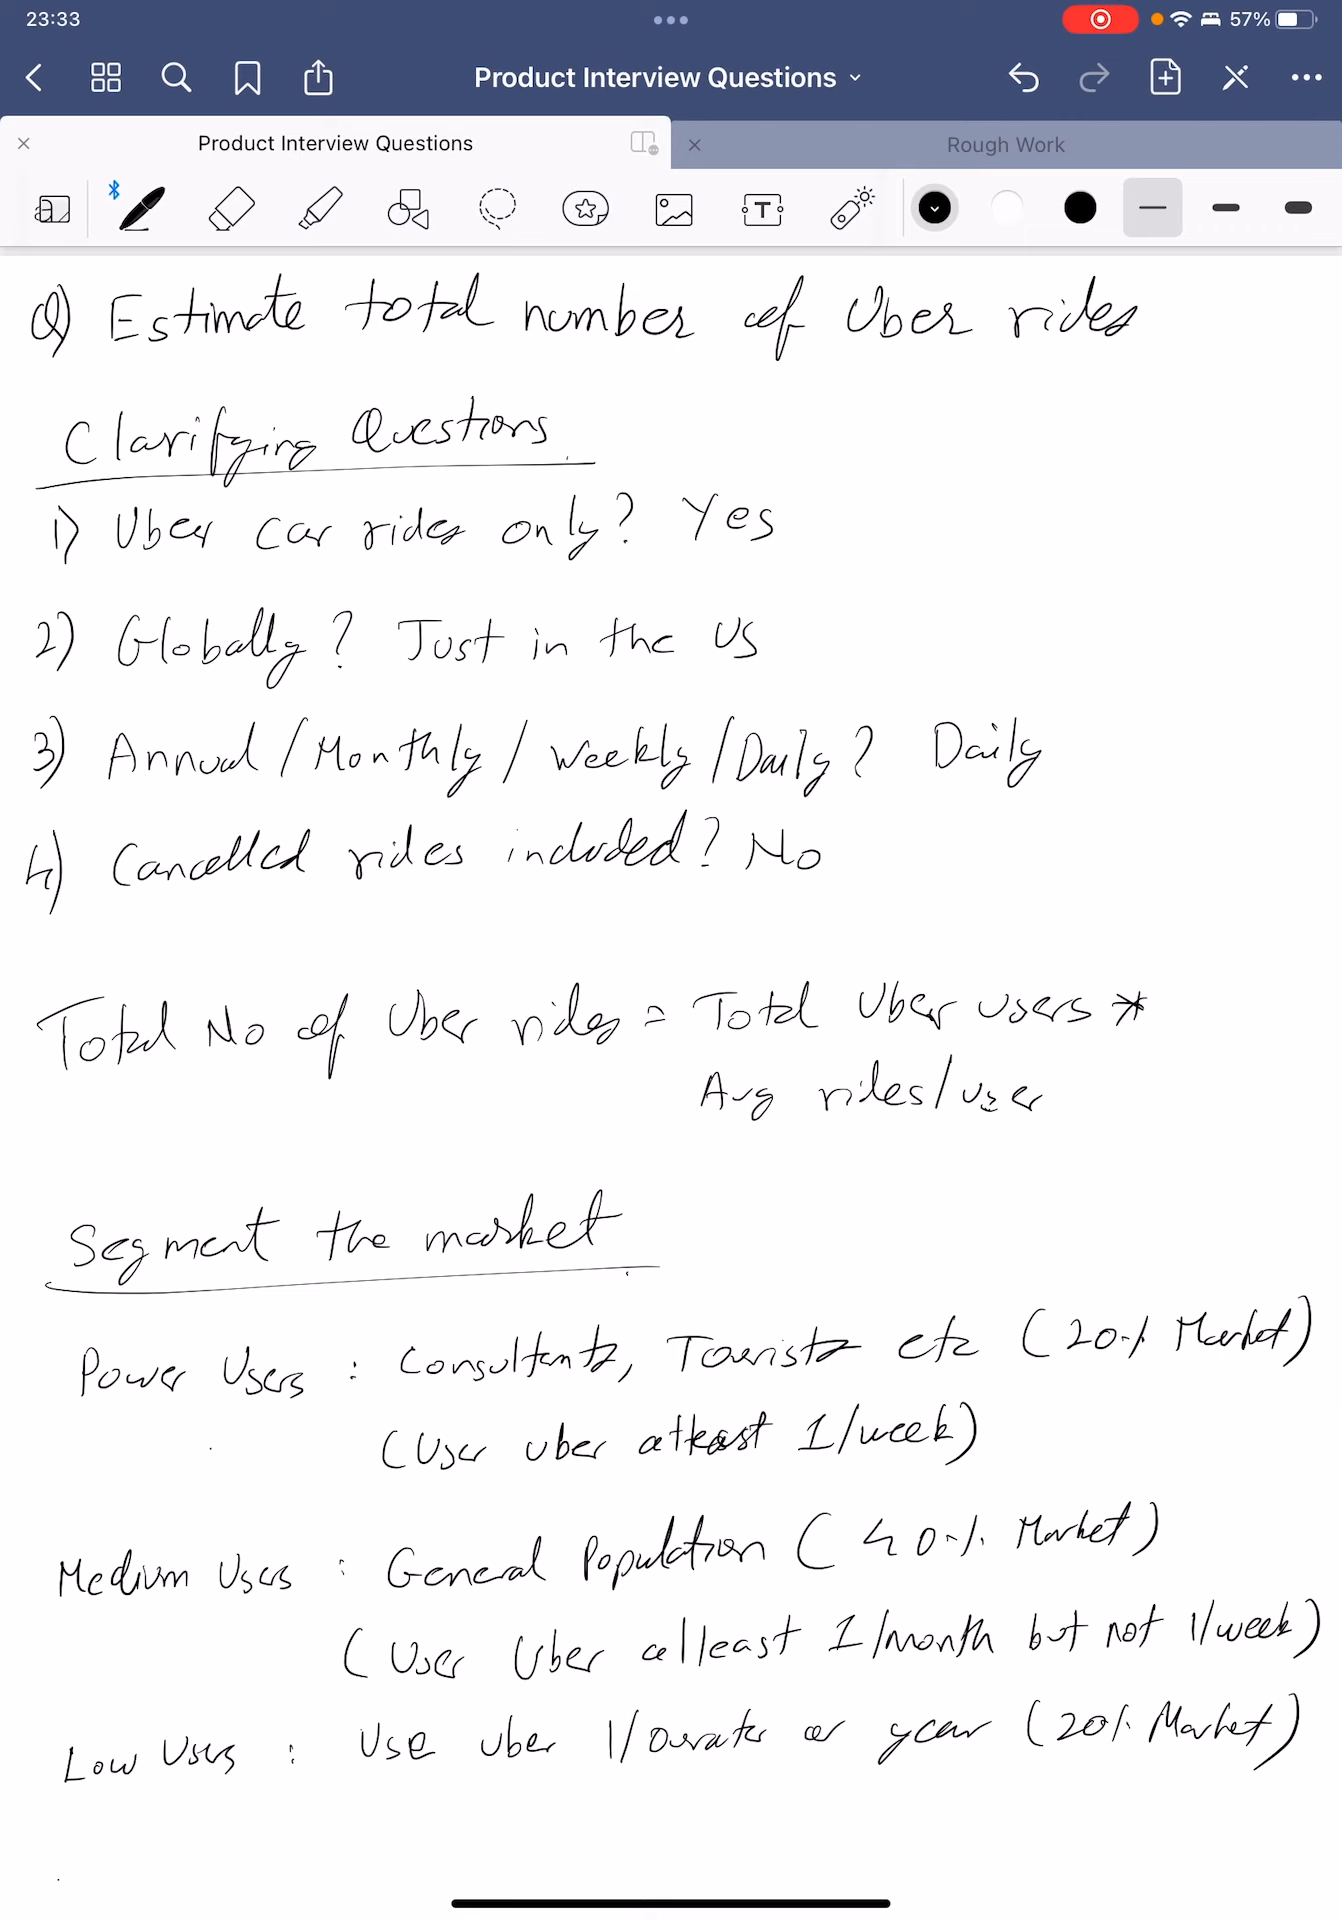 23:33
57%
Product Interview Questions
Product Interview Questions
Rough Work
Q) Estimate total number of Uber rides
Clarifying Questions
1) Uber car rides only? Yes
2) Globally? Just in the US
3) Annual/Monthly/Weekly/Daily? Daily
4) Cancelled rides included? No
Total No of Uber rides = Total Uber users *
Avg rides/user
Segment the market
Power Users : Consultants, Tourists etc (20% Market)
(User uber atleast 1/week)
Medium Users : General Population (40% Market)
(User Uber atleast 1/month but not 1/week)
Low Users : Use uber 1/ or year (20% Market)